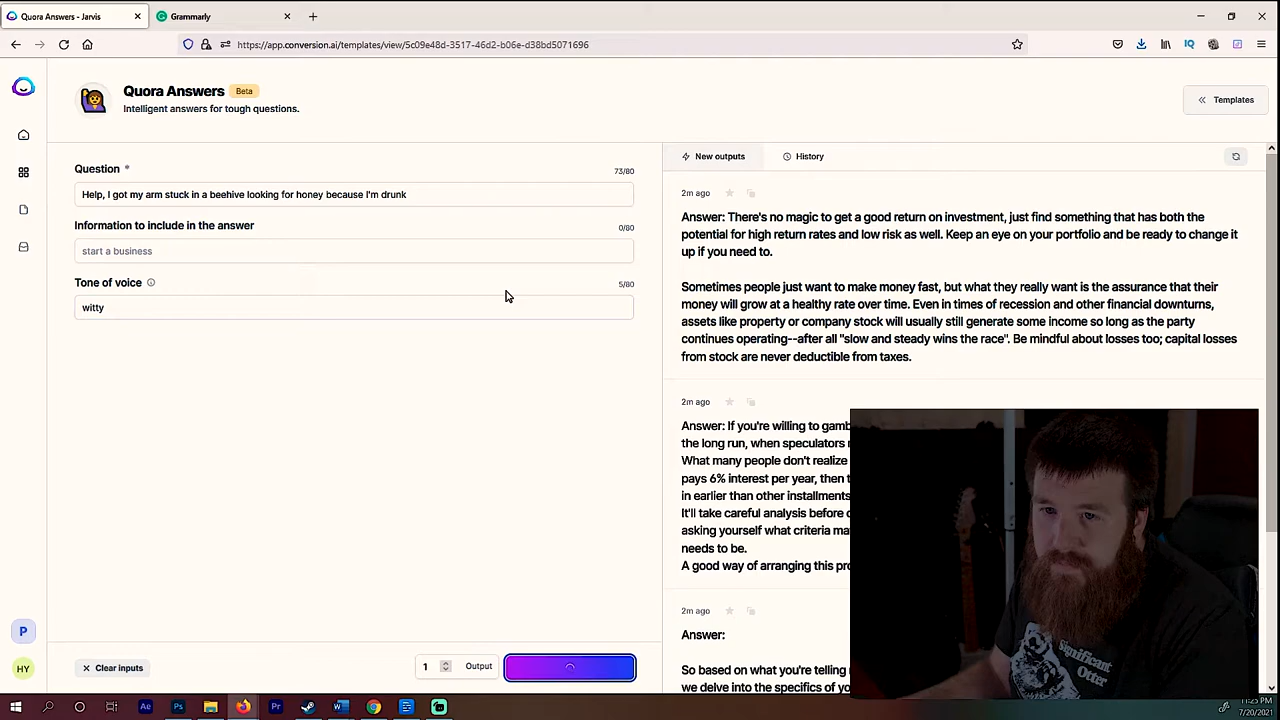 Quora Answers - Jarvis
Grammarly
https://app.conversion.ai/templates/view/5c09e48d-3517-46d2-b06e-d38bd5071696
Quora Answers Beta
Intelligent answers for tough questions.
Templates
Question * 73/80
Help, I got my arm stuck in a beehive looking for honey because I'm drunk
Information to include in the answer 0/80
start a business
Tone of voice 5/80
witty
Clear inputs
1 Output
New outputs History
2m ago
Answer: There's no magic to get a good return on investment, just find something that has both the
potential for high return rates and low risk as well. Keep an eye on your portfolio and be ready to change it
up if you need to.
Sometimes people just want to make money fast, but what they really want is the assurance that their
money will grow at a healthy rate over time. Even in times of recession and other financial downturns,
assets like property or company stock will usually still generate some income so long as the party
continues operating--after all "slow and steady wins the race". Be mindful about losses too; capital losses
from stock are never deductible from taxes.
2m ago
Answer: If you're willing to gamb
the long run, when speculators
What many people don't realize
pays 6% interest per year, then
in earlier than other installments
It'll take careful analysis before
asking yourself what criteria
needs to be.
A good way of arranging this
2m ago
Answer:
So based on what you're telling
we delve into the specifics of
Significant
Otter
P
HY
Ae
Ps
Pr
11:25 PM
7/20/2021